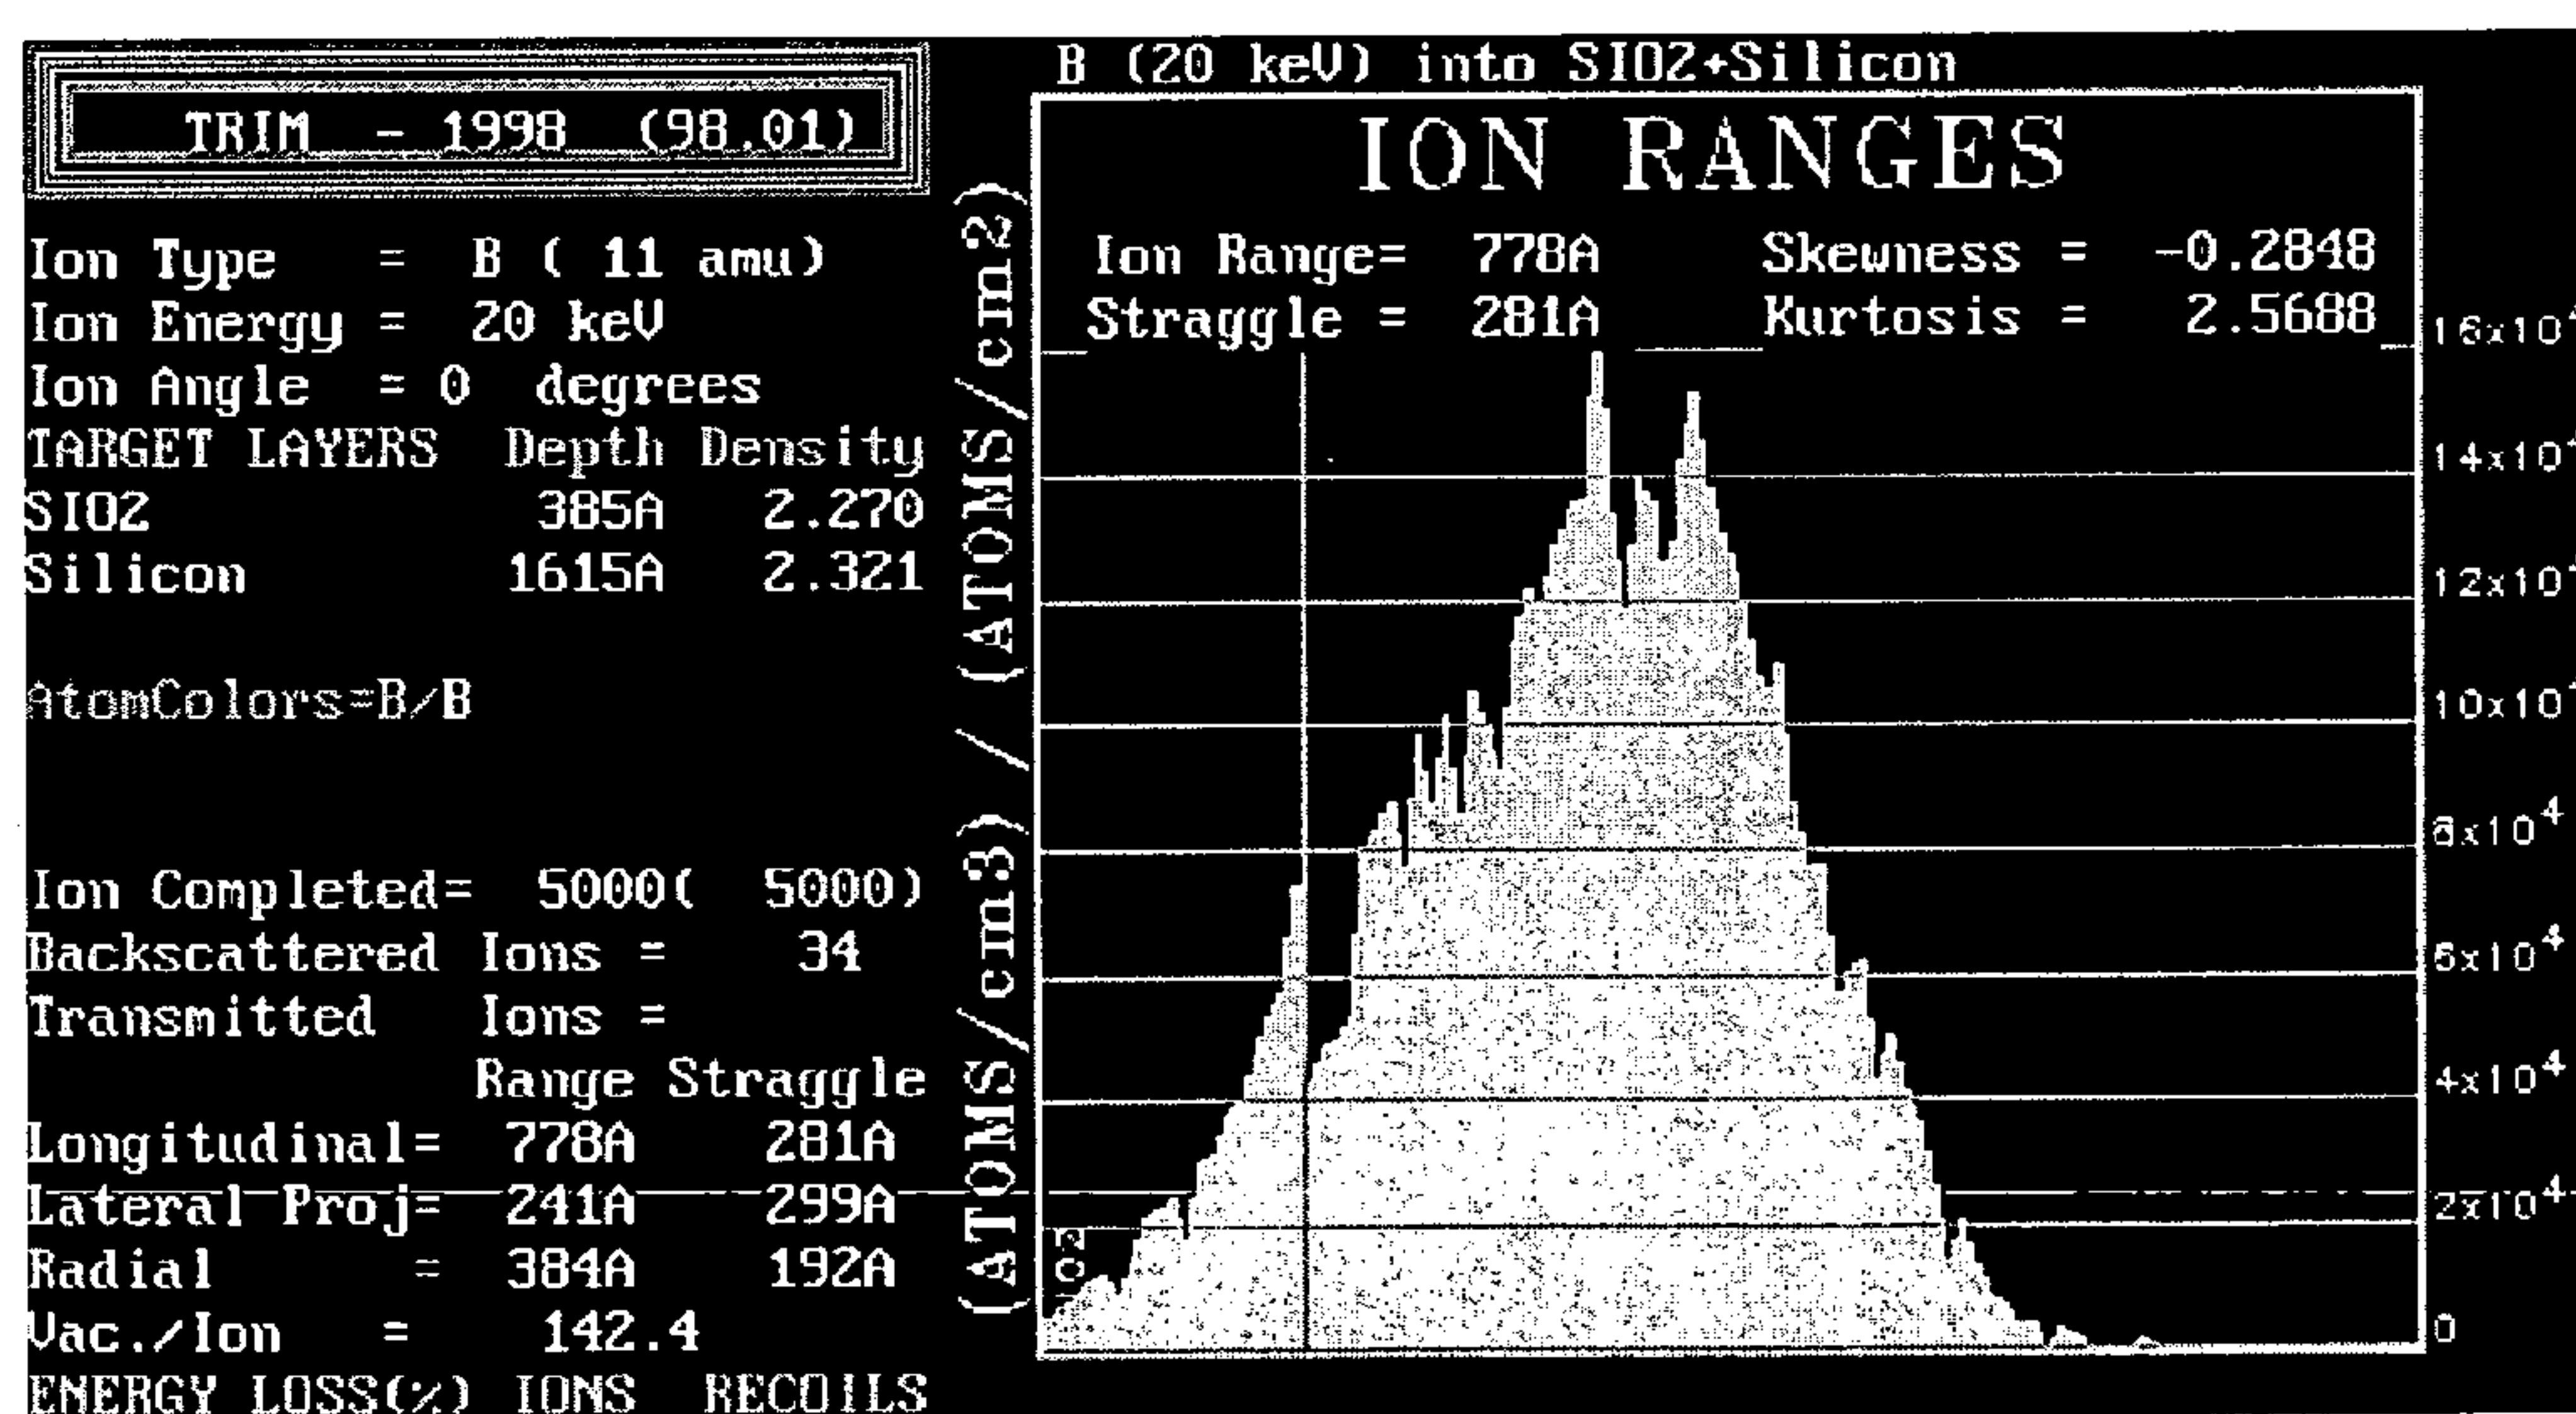 TRIM - 1998 (98.01)
Ion Type = B ( 11 amu)
Ion Energy = 20 keV
Ion Angle = 0 degrees
TARGET LAYERS Depth Density
SIO2 385A 2.270
Silicon 1615A 2.321
AtomColors=B/B
Ion Completed= 5000( 5000)
Backscattered Ions = 34
Transmitted Ions =
Range Straggle
Longitudinal= 778A 281A
Lateral Proj= 241A 299A
Radial = 384A 192A
Vac./Ion = 142.4
ENERGY LOSS(%) IONS RECOILS
(ATOMS/cm3) / (ATOMS/cm2)
B (20 keV) into SIO2+Silicon
ION RANGES
Ion Range= 778A Skewness = -0.2848
Straggle = 281A Kurtosis = 2.5688
16x10⁴
14x10⁴
12x10
10x10
8x10⁴
6x10⁴
4x10⁴
2x10⁴
0
IO2